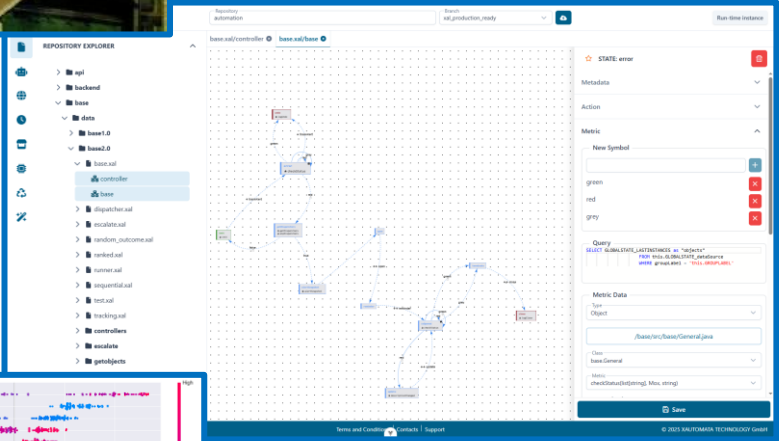 Repository
automation
Branch
xal_production_ready
Run-time instance
REPOSITORY EXPLORER
base.xal/controller
base.xal/base
api
backend
base
data
base1.0
base2.0
base.xal
controller
base
dispatcher.xal
escalate.xal
random_outcome.xal
ranked.xal
runner.xal
sequential.xal
test.xal
tracking.xal
controllers
escalate
getobjects
STATE: error
Metadata
Action
Metric
New Symbol
green
red
grey
Query
SELECT GLOBALSTATE_LASTINSTANCES as "objects"
FROM this.GLOBALSTATE_dataSource
WHERE groupLabel = 'this.GROUPLABEL'
Metric Data
Type
Object
/base/src/base/General.java
Class
base.General
Metric
checkStatus(list[string], Mou, string)
Save
High
Terms and Conditions
Contacts | Support
© 2025 XAUTOMATA TECHNOLOGY GmbH